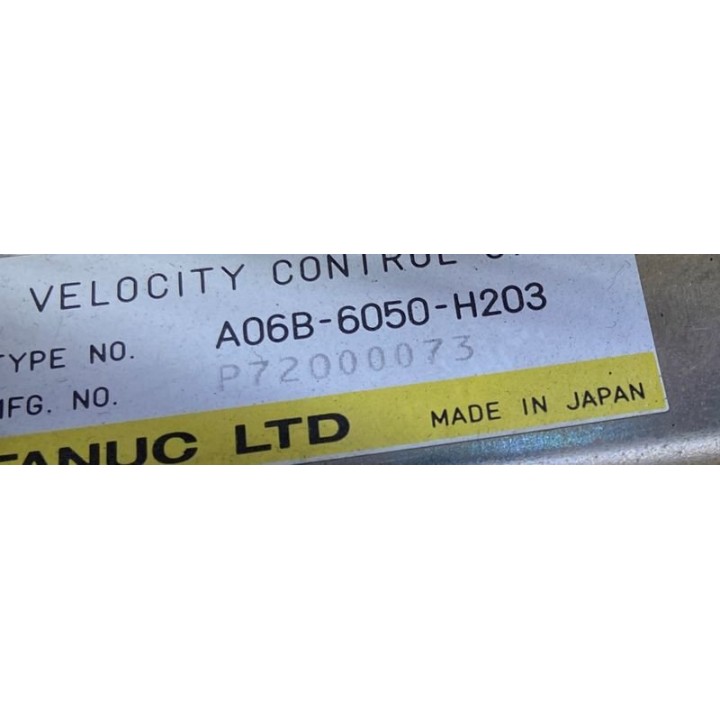 VELOCITY CONTROL
TYPE NO. A06B-6050-H203
MFG. NO. P72000073
FANUC LTD MADE IN JAPAN